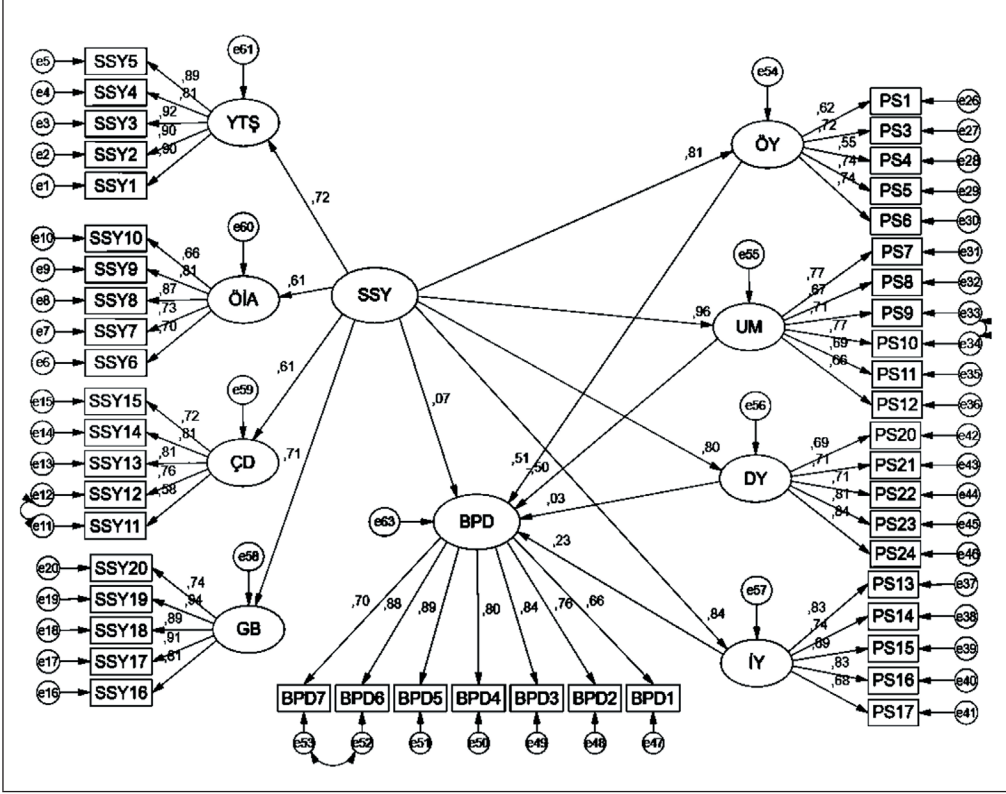 e61
e5 SSY5 ,89
e4 SSY4 ,81
e3 SSY3 ,92
e2 SSY2 ,90
e1 SSY1 ,90
YTŞ
,72
e60
e10 SSY10 ,66
e9 SSY9 ,81
e8 SSY8 ,87
e7 SSY7 ,73
e6 SSY6 ,70
ÖİA
,61
SSY
e59
,61
e15 SSY15 ,72
e14 SSY14 ,81
e13 SSY13 ,81
e12 SSY12 ,76
e11 SSY11 ,58
ÇD
,71
e58
e20 SSY20 ,74
e19 SSY19 ,94
e18 SSY18 ,89
e17 SSY17 ,91
e16 SSY16 ,81
GB
,07
e63 BPD
,70 ,88 ,89 ,80 ,84 ,76 ,66
BPD7 BPD6 BPD5 BPD4 BPD3 BPD2 BPD1
e53 e52 e51 e50 e49 e48 e47
e54
,81 ÖY
,62 PS1 e26
,72 PS3 e27
,55 PS4 e28
,74 PS5 e29
,74 PS6 e30
e55
,96 UM
,77 PS7 e31
,67 PS8 e32
,71 PS9 e33
,77 PS10 e34
,69 PS11 e35
,66 PS12 e36
,51 -,50
e56
,80 DY
,03
,69 PS20 e42
,71 PS21 e43
,71 PS22 e44
,81 PS23 e45
,84 PS24 e46
,23
e57
,84 İY
,83 PS13 e37
,74 PS14 e38
,89 PS15 e39
,83 PS16 e40
,68 PS17 e41